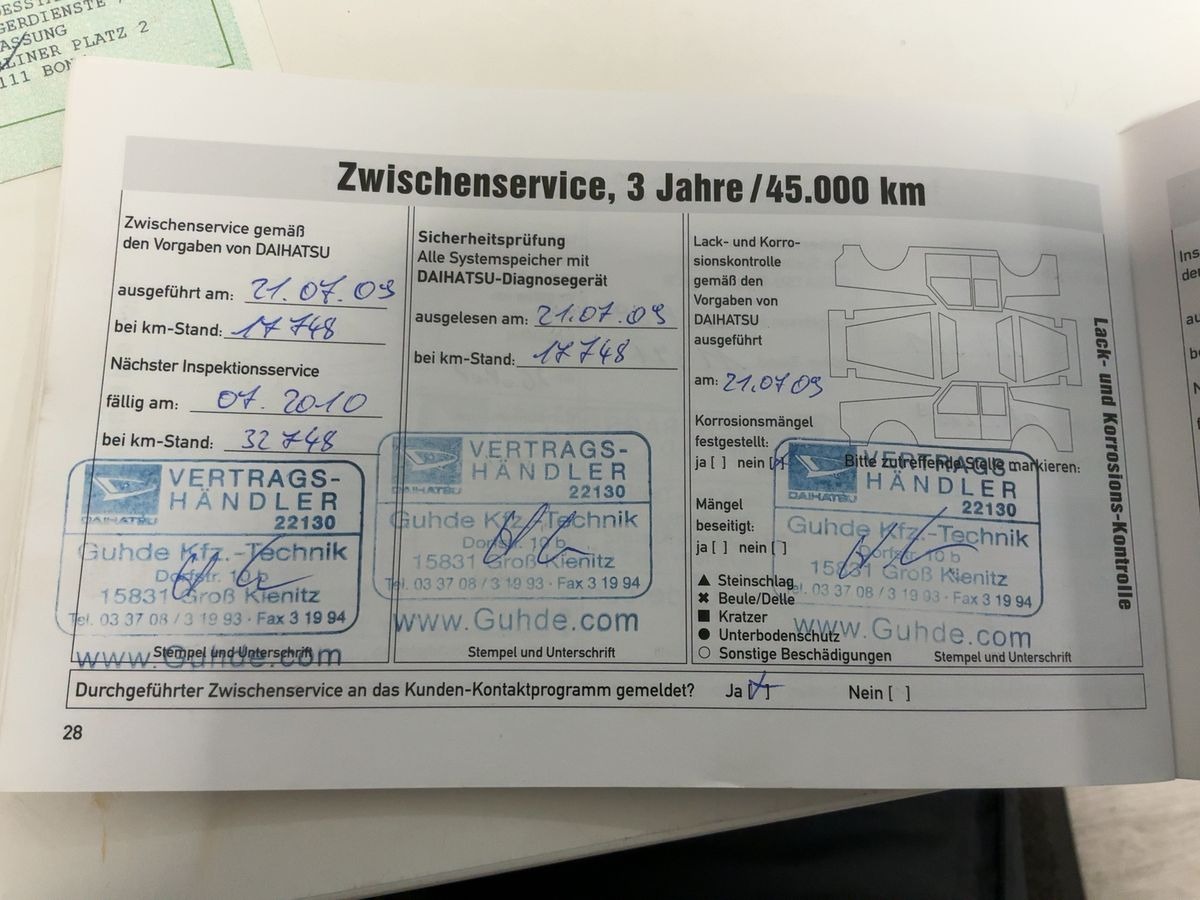 GERDIENSTE
ASSUNG
LINER PLATZ 2
111 BON
Zwischenservice, 3 Jahre/45.000 km
Zwischenservice gemäß
den Vorgaben von DAIHATSU
ausgeführt am: 21.07.09
bei km-Stand: 17748
Nächster Inspektionsservice
fällig am: 07.2010
bei km-Stand: 32748
VERTRAGS-
HÄNDLER
22130
DAIHATSU
Guhde Kfz.-Technik
Dorfstr. 10 b
15831 Groß Kienitz
Tel. 03 37 08 / 3 19 93 · Fax 3 19 94
www.Guhde.com
Stempel und Unterschrift
Sicherheitsprüfung
Alle Systemspeicher mit
DAIHATSU-Diagnosegerät
ausgelesen am: 21.07.09
bei km-Stand: 17748
VERTRAGS-
HÄNDLER
22130
DAIHATSU
Guhde Kfz.-Technik
Dorfstr. 10 b
15831 Groß Kienitz
Tel. 03 37 08 / 3 19 93 · Fax 3 19 94
www.Guhde.com
Stempel und Unterschrift
Lack- und Korro-
sionskontrolle
gemäß den
Vorgaben von
DAIHATSU
ausgeführt
am: 21.07.09
Korrosionsmängel
festgestellt:
ja [ ] nein [x]
Bitte zutreffende Stelle markieren:
Mängel
beseitigt:
ja [ ] nein [ ]
▲ Steinschlag
✖ Beule/Delle
■ Kratzer
● Unterbodenschutz
○ Sonstige Beschädigungen
VERTRAGS-
HÄNDLER
22130
DAIHATSU
Guhde Kfz.-Technik
Dorfstr. 10 b
15831 Groß Kienitz
Tel. 03 37 08 / 3 19 93 · Fax 3 19 94
www.Guhde.com
Stempel und Unterschrift
Lack- und Korrosions-Kontrolle
Durchgeführter Zwischenservice an das Kunden-Kontaktprogramm gemeldet? Ja [x] Nein [ ]
28